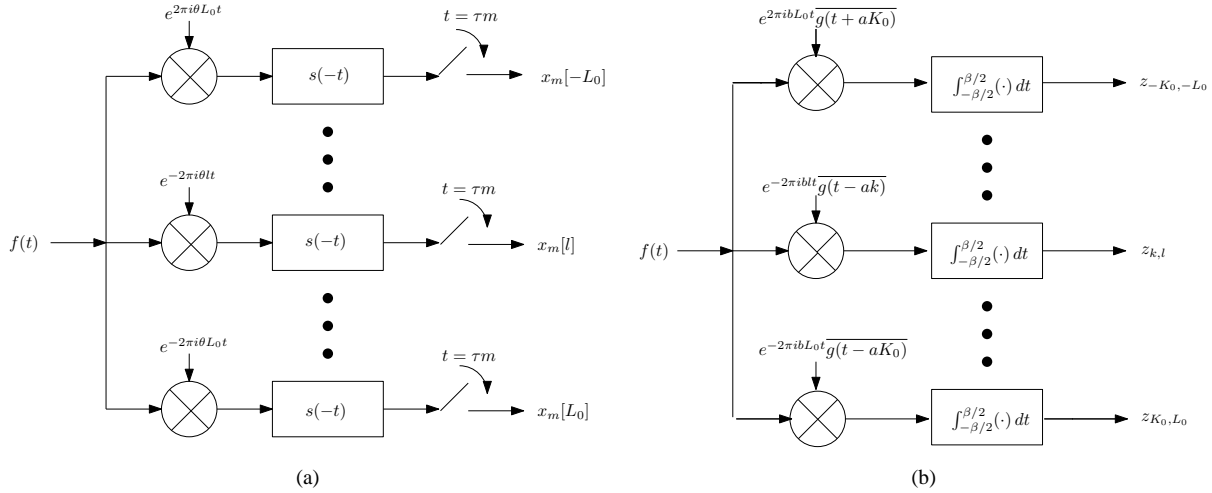 e^{2πiθL_0t}
t = τm
s(−t)
x_m[−L_0]
e^{−2πiθlt}
t = τm
f(t)
s(−t)
x_m[l]
e^{−2πiθL_0t}
t = τm
s(−t)
x_m[L_0]
(a)
e^{2πibL_0t}\overline{g(t + aK_0)}
∫_{−β/2}^{β/2}(·) dt
z_{−K_0,−L_0}
e^{−2πiblt}\overline{g(t − ak)}
f(t)
∫_{−β/2}^{β/2}(·) dt
z_{k,l}
e^{−2πibL_0t}\overline{g(t − aK_0)}
∫_{−β/2}^{β/2}(·) dt
z_{K_0,L_0}
(b)